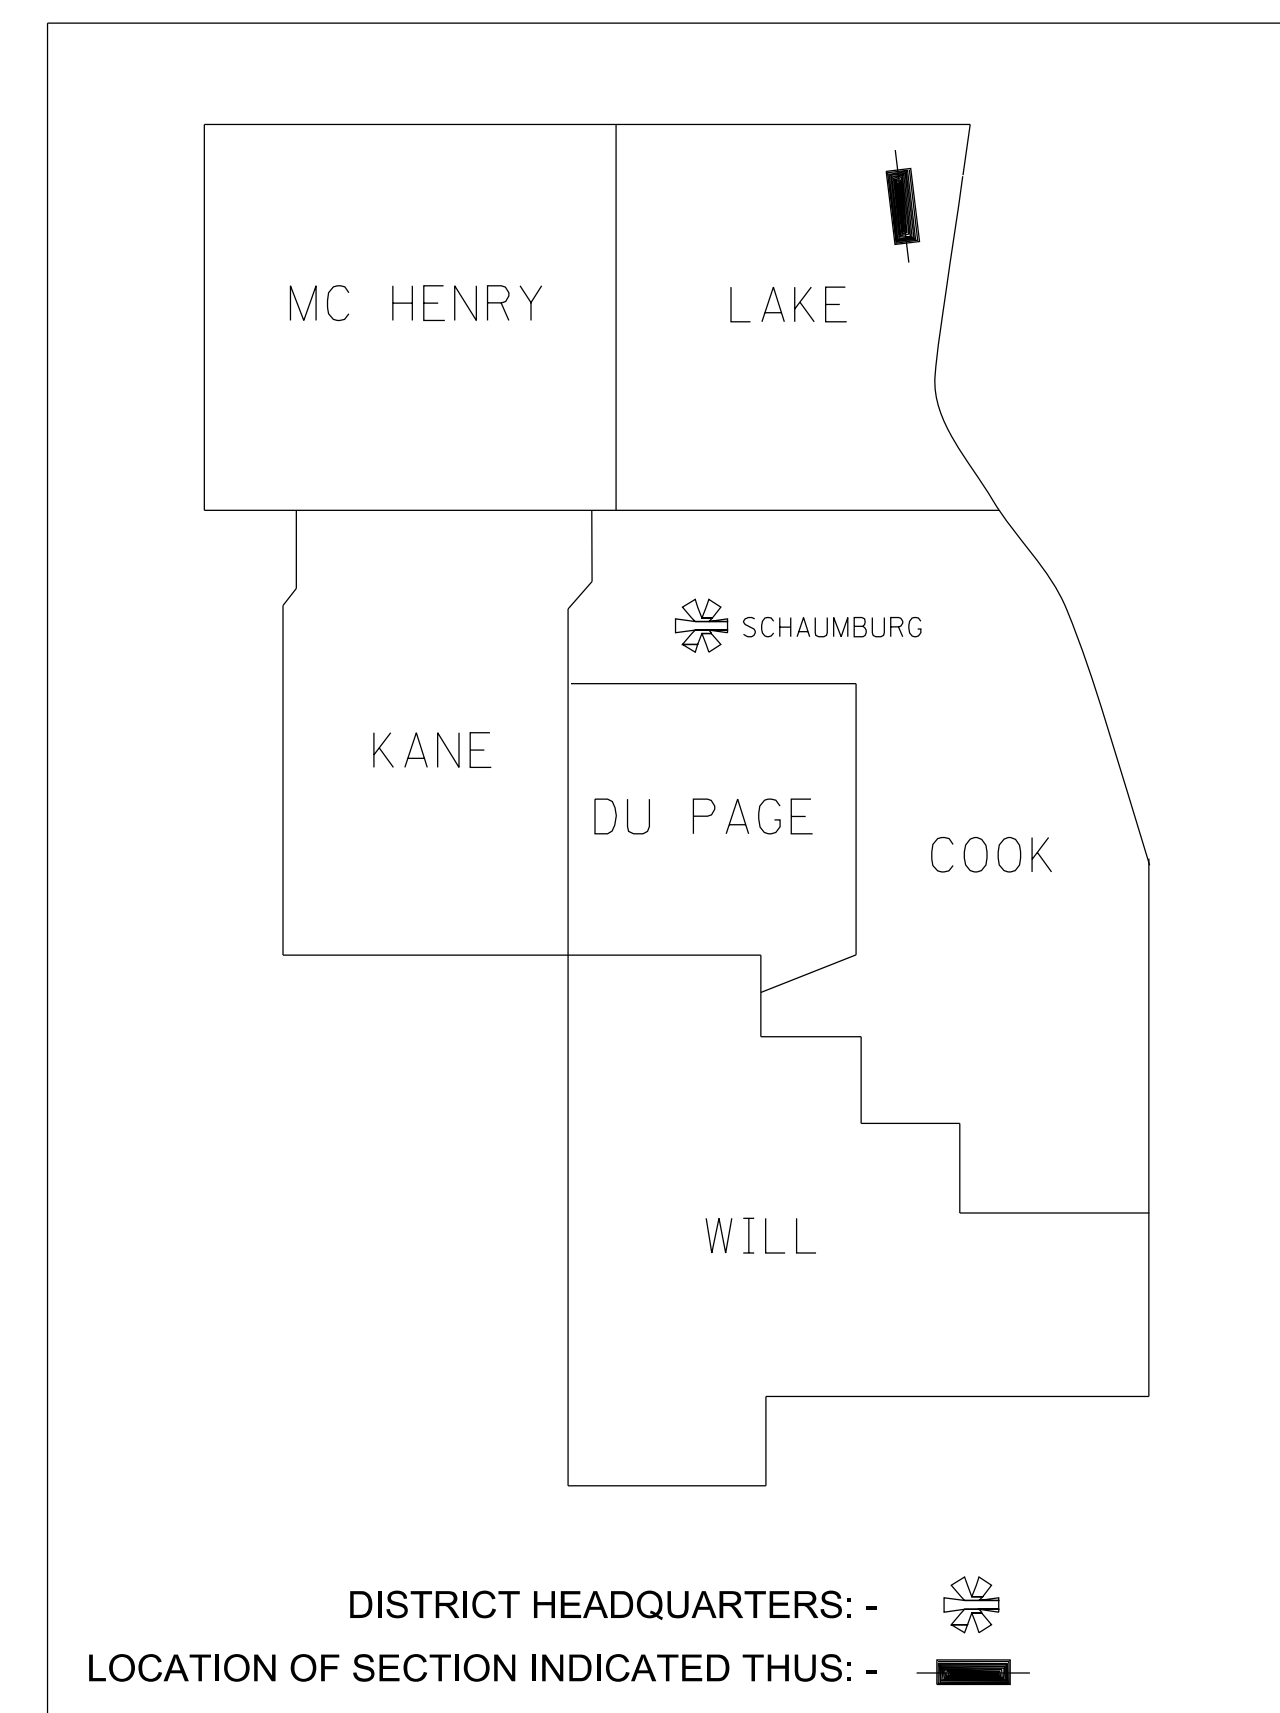 MC HENRY
LAKE
SCHAUMBURG
KANE
DU PAGE
COOK
WILL
DISTRICT HEADQUARTERS: -
LOCATION OF SECTION INDICATED THUS: -